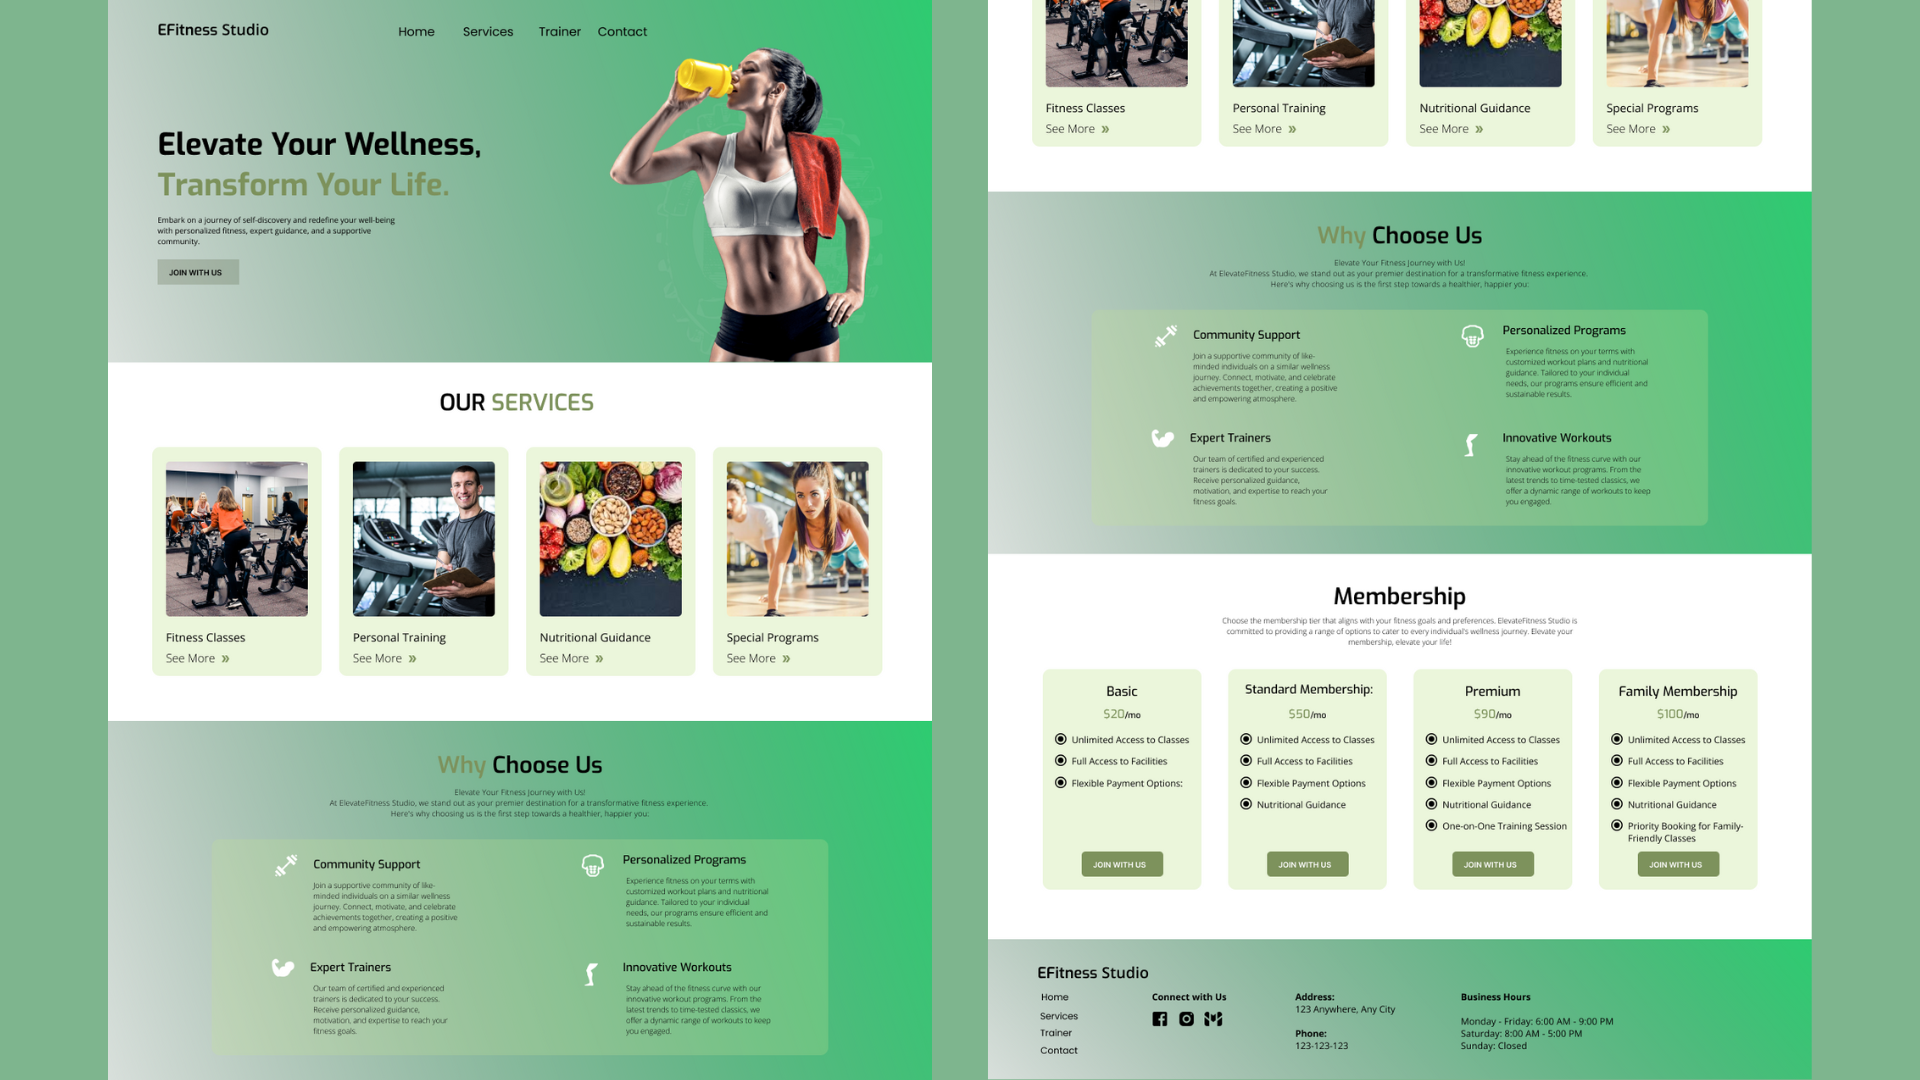 EFitness Studio
Home
Services
Trainer
Contact
Elevate Your Wellness,
Transform Your Life.
Embark on a journey of self-discovery and redefine your well-being
with personalized fitness, expert guidance, and a supportive
community.
JOIN WITH US
OUR SERVICES
Fitness Classes
See More »
Personal Training
See More »
Nutritional Guidance
See More »
Special Programs
See More »
Why Choose Us
Elevate Your Fitness Journey with Us!
At ElevateFitness Studio, we stand out as your premier destination for a transformative fitness experience.
Here's why choosing us is the first step towards a healthier, happier you:
Community Support
Join a supportive community of like-
minded individuals on a similar wellness
journey. Connect, motivate, and celebrate
achievements together, creating a positive
and empowering atmosphere.
Personalized Programs
Experience fitness on your terms with
customized workout plans and nutritional
guidance. Tailored to your individual
needs, our programs ensure efficient and
sustainable results.
Expert Trainers
Our team of certified and experienced
trainers is dedicated to your success.
Receive personalized guidance,
motivation, and expertise to reach your
fitness goals.
Innovative Workouts
Stay ahead of the fitness curve with our
innovative workout programs. From the
latest trends to time-tested classics, we
offer a dynamic range of workouts to keep
you engaged.
Fitness Classes
See More »
Personal Training
See More »
Nutritional Guidance
See More »
Special Programs
See More »
Why Choose Us
Elevate Your Fitness Journey with Us!
At ElevateFitness Studio, we stand out as your premier destination for a transformative fitness experience.
Here's why choosing us is the first step towards a healthier, happier you:
Community Support
Join a supportive community of like-
minded individuals on a similar wellness
journey. Connect, motivate, and celebrate
achievements together, creating a positive
and empowering atmosphere.
Personalized Programs
Experience fitness on your terms with
customized workout plans and nutritional
guidance. Tailored to your individual
needs, our programs ensure efficient and
sustainable results.
Expert Trainers
Our team of certified and experienced
trainers is dedicated to your success.
Receive personalized guidance,
motivation, and expertise to reach your
fitness goals.
Innovative Workouts
Stay ahead of the fitness curve with our
innovative workout programs. From the
latest trends to time-tested classics, we
offer a dynamic range of workouts to keep
you engaged.
Membership
Choose the membership tier that aligns with your fitness goals and preferences. ElevateFitness Studio is
committed to providing a range of options to cater to every individual's wellness journey. Elevate your
membership, elevate your life!
Basic
$20/mo
Unlimited Access to Classes
Full Access to Facilities
Flexible Payment Options:
JOIN WITH US
Standard Membership:
$50/mo
Unlimited Access to Classes
Full Access to Facilities
Flexible Payment Options
Nutritional Guidance
JOIN WITH US
Premium
$90/mo
Unlimited Access to Classes
Full Access to Facilities
Flexible Payment Options
Nutritional Guidance
One-on-One Training Session
JOIN WITH US
Family Membership
$100/mo
Unlimited Access to Classes
Full Access to Facilities
Flexible Payment Options
Nutritional Guidance
Priority Booking for Family-
Friendly Classes
JOIN WITH US
EFitness Studio
Home
Services
Trainer
Contact
Connect with Us
Address:
123 Anywhere, Any City
Phone:
123-123-123
Business Hours
Monday - Friday: 6:00 AM - 9:00 PM
Saturday: 8:00 AM - 5:00 PM
Sunday: Closed